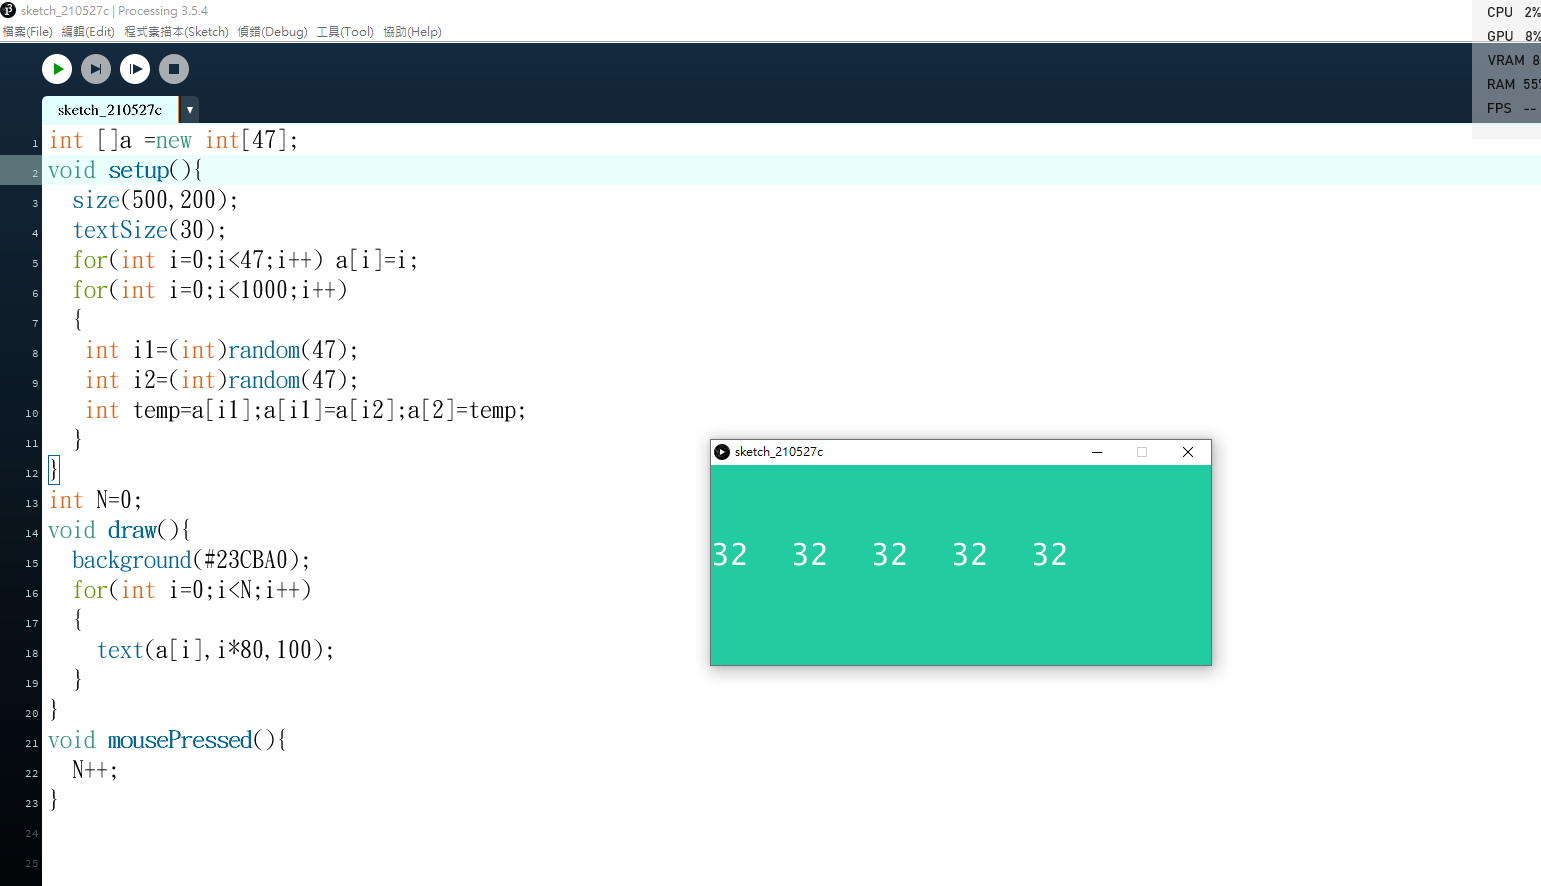 sketch_210527c | Processing 3.5.4
檔案(File) 編輯(Edit) 程式素描本(Sketch) 偵錯(Debug) 工具(Tool) 協助(Help)
CPU 2%
GPU 8%
VRAM 8
RAM 55%
FPS --
sketch_210527c ▼
1 int []a =new int[47];
2 void setup(){
3 size(500,200);
4 textSize(30);
5 for(int i=0;i<47;i++) a[i]=i;
6 for(int i=0;i<1000;i++)
7 {
8 int i1=(int)random(47);
9 int i2=(int)random(47);
10 int temp=a[i1];a[i1]=a[i2];a[2]=temp;
11 }
12 }
13 int N=0;
14 void draw(){
15 background(#23CBA0);
16 for(int i=0;i<N;i++)
17 {
18 text(a[i],i*80,100);
19 }
20 }
21 void mousePressed(){
22 N++;
23 }
24
25
sketch_210527c
32 32 32 32 32